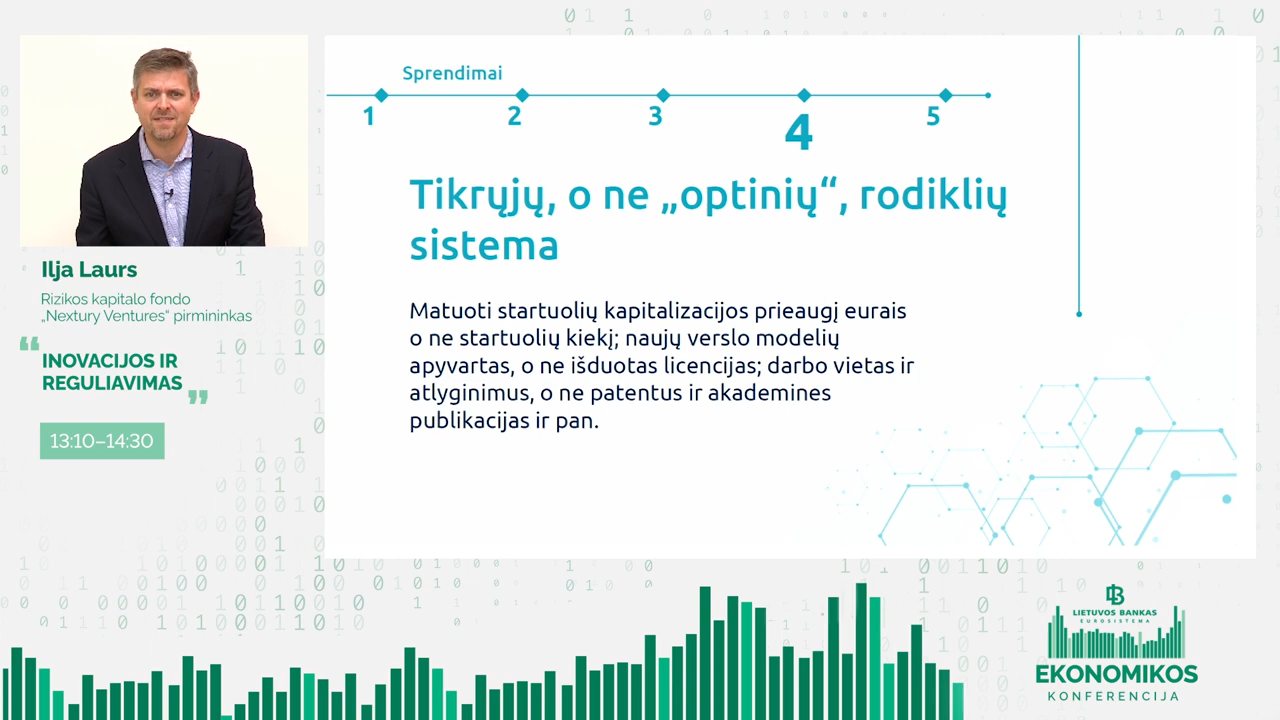 Sprendimai
1
2
3
4
5
Tikrųjų, o ne „optinių“, rodiklių
sistema
Matuoti startuolių kapitalizacijos prieaugį eurais
o ne startuolių kiekį; naujų verslo modelių
apyvartas, o ne išduotas licencijas; darbo vietas ir
atlyginimus, o ne patentus ir akademines
publikacijas ir pan.
Ilja Laurs
Rizikos kapitalo fondo
„Nextury Ventures“ pirmininkas
“ INOVACIJOS IR
REGULIAVIMAS ”
13:10–14:30
LIETUVOS BANKAS
EUROSISTEMA
EKONOMIKOS
KONFERENCIJA